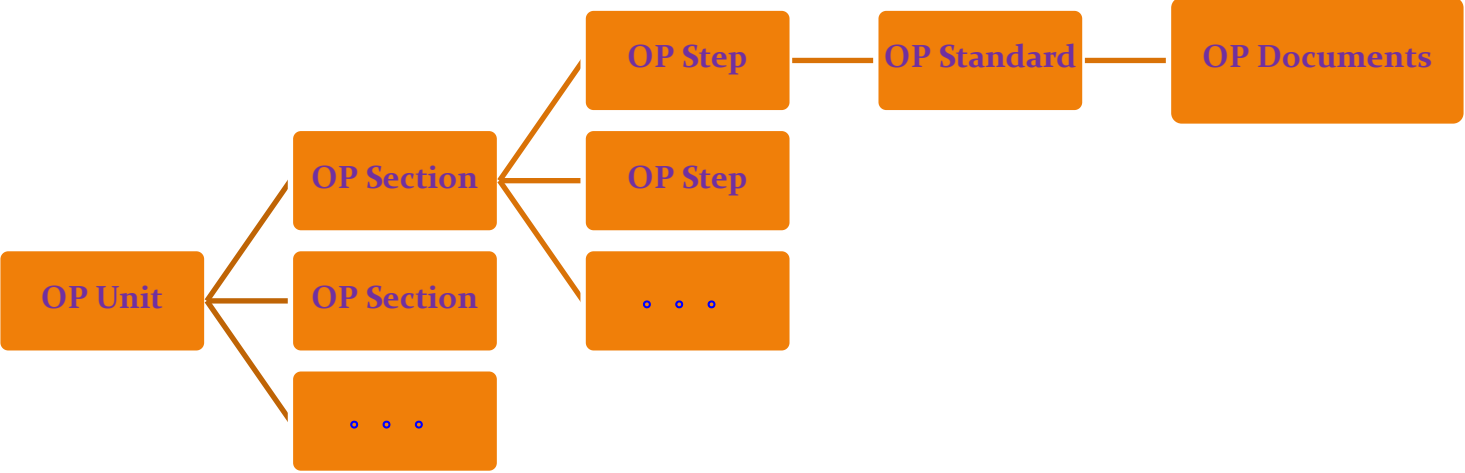 OP Step
OP Standard
OP Documents
OP Section
OP Step
OP Unit
OP Section
∘ ∘ ∘
∘ ∘ ∘